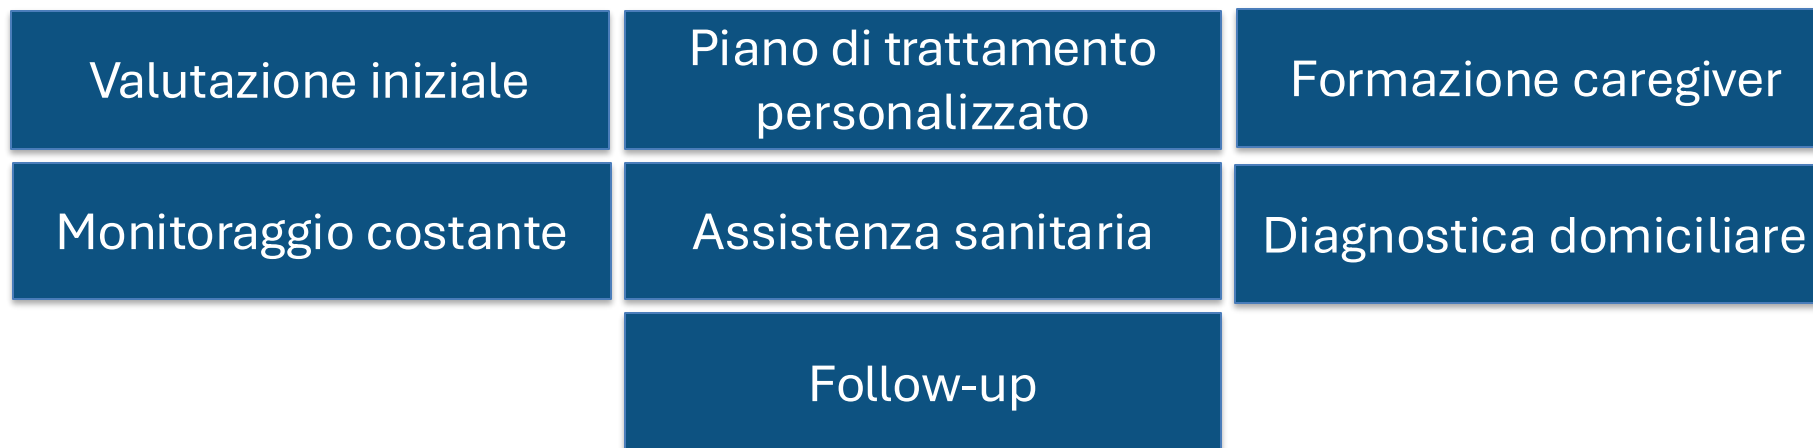 Valutazione iniziale
Piano di trattamento
personalizzato
Formazione caregiver
Monitoraggio costante
Assistenza sanitaria
Diagnostica domiciliare
Follow-up